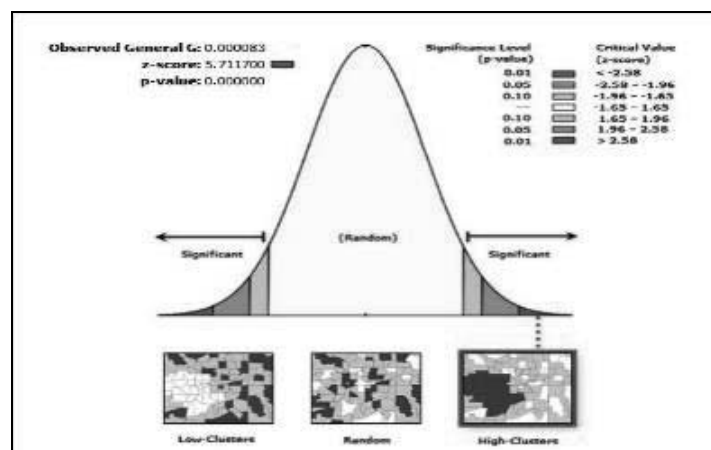 Observed General G: 0.000083
z-score: 5.711700
p-value: 0.000000
Significance Level
(p-value)
Critical Value
(z-score)
0.01 < -2.58
0.05 -2.58 – -1.96
0.10 -1.96 – -1.65
— -1.65 – 1.65
0.10 1.65 – 1.96
0.05 1.96 – 2.58
0.01 > 2.58
Significant
(Random)
Significant
Low-Clusters
Random
High-Clusters